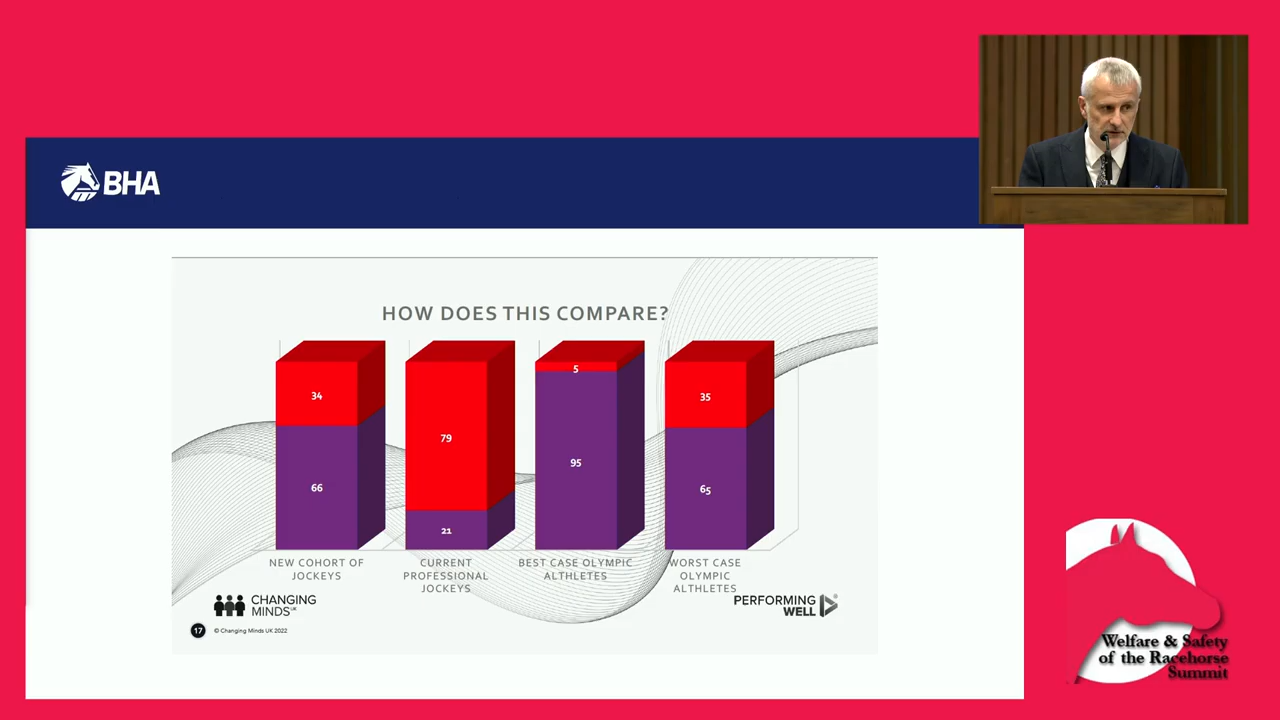 BHA
HOW DOES THIS COMPARE?
34
79
5
35
66
21
95
65
NEW COHORT OF
JOCKEYS
CURRENT
PROFESSIONAL
JOCKEYS
BEST CASE OLYMPIC
ALTHLETES
WORST CASE
OLYMPIC
ALTHLETES
CHANGING
MINDS UK
PERFORMING
WELL
17
© Changing Minds UK 2022
Welfare & Safety
of the Racehorse
Summit